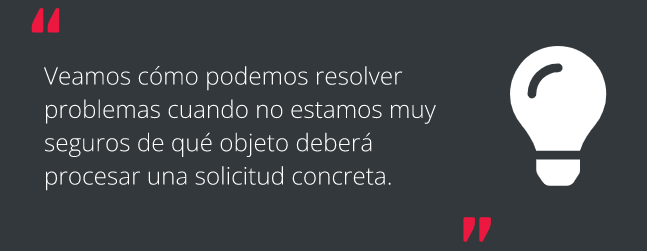 “
Veamos cómo podemos resolver
problemas cuando no estamos muy
seguros de qué objeto deberá
procesar una solicitud concreta.
”